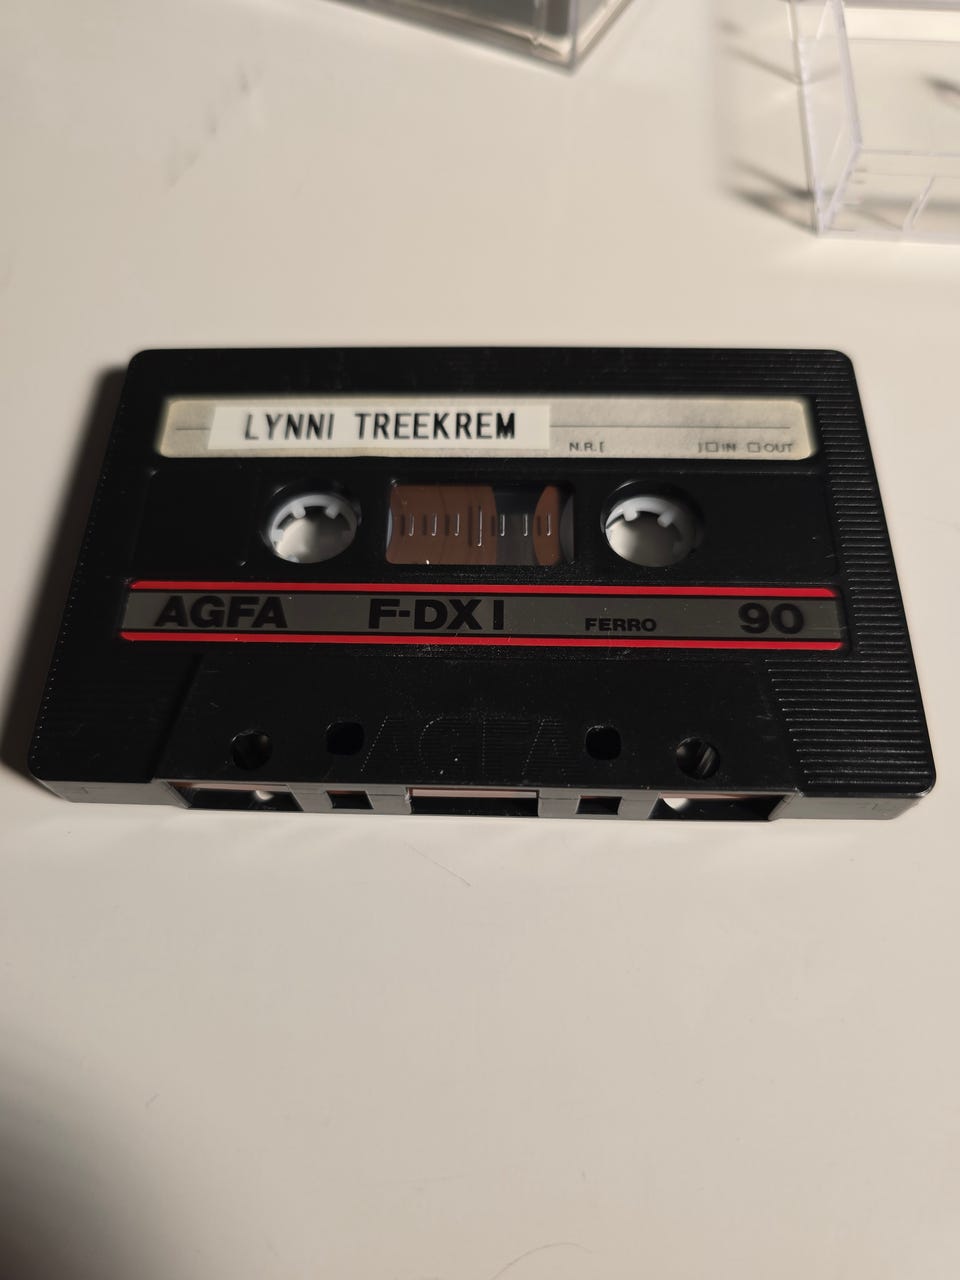 LYNNI TREEKREM
N.R.[ ]☐IN ☐OUT
AGFA F-DX I FERRO 90
AGFA